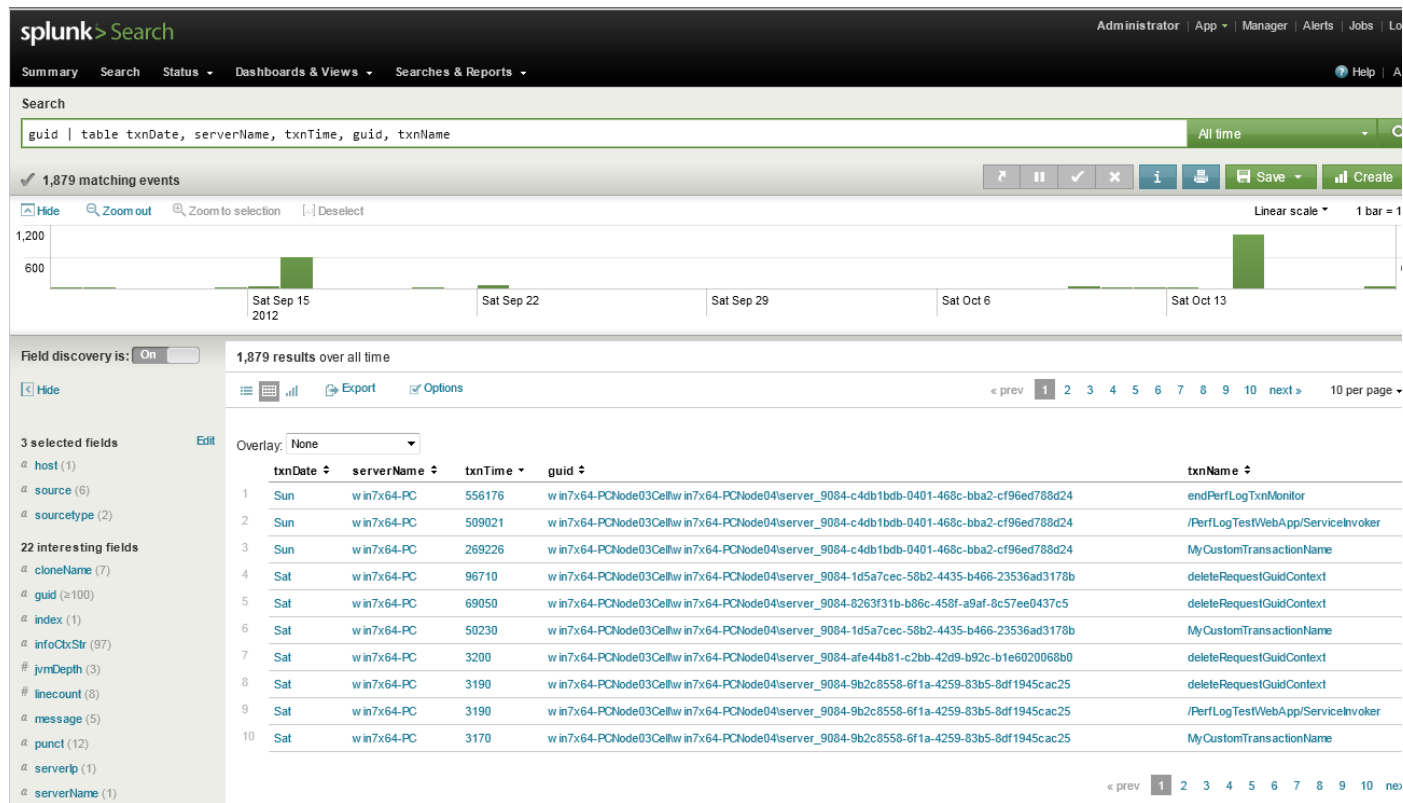 splunk> Search
Administrator | App | Manager | Alerts | Jobs | Lo
Summary Search Status Dashboards & Views Searches & Reports
Help | A
Search
guid | table txnDate, serverName, txnTime, guid, txnName
All time
1,879 matching events
i Save Create
Hide Zoom out Zoom to selection Deselect
Linear scale 1 bar = 1
1,200
600
Sat Sep 15
2012
Sat Sep 22
Sat Sep 29
Sat Oct 6
Sat Oct 13
Field discovery is: On
Hide
3 selected fields Edit
a host (1)
a source (6)
a sourcetype (2)
22 interesting fields
a cloneName (7)
a guid (≥100)
a index (1)
a infoCtxStr (97)
# jvmDepth (3)
# linecount (8)
a message (5)
a punct (12)
a serverIp (1)
a serverName (1)
1,879 results over all time
Export Options
« prev 1 2 3 4 5 6 7 8 9 10 next » 10 per page
Overlay: None
txnDate serverName txnTime guid txnName
1 Sun win7x64-PC 556176 win7x64-PCNode03Cell\win7x64-PCNode04\server_9084-c4db1bdb-0401-468c-bba2-cf96ed788d24 endPerfLogTxnMonitor
2 Sun win7x64-PC 509021 win7x64-PCNode03Cell\win7x64-PCNode04\server_9084-c4db1bdb-0401-468c-bba2-cf96ed788d24 /PerfLogTestWebApp/ServiceInvoker
3 Sun win7x64-PC 269226 win7x64-PCNode03Cell\win7x64-PCNode04\server_9084-c4db1bdb-0401-468c-bba2-cf96ed788d24 MyCustomTransactionName
4 Sat win7x64-PC 96710 win7x64-PCNode03Cell\win7x64-PCNode04\server_9084-1d5a7cec-58b2-4435-b466-23536ad3178b deleteRequestGuidContext
5 Sat win7x64-PC 69050 win7x64-PCNode03Cell\win7x64-PCNode04\server_9084-8263f31b-b86c-458f-a9af-8c57ee0437c5 deleteRequestGuidContext
6 Sat win7x64-PC 50230 win7x64-PCNode03Cell\win7x64-PCNode04\server_9084-1d5a7cec-58b2-4435-b466-23536ad3178b MyCustomTransactionName
7 Sat win7x64-PC 3200 win7x64-PCNode03Cell\win7x64-PCNode04\server_9084-afe44b81-c2bb-42d9-b92c-b1e6020068b0 deleteRequestGuidContext
8 Sat win7x64-PC 3190 win7x64-PCNode03Cell\win7x64-PCNode04\server_9084-9b2c8558-6f1a-4259-83b5-8df1945cac25 deleteRequestGuidContext
9 Sat win7x64-PC 3190 win7x64-PCNode03Cell\win7x64-PCNode04\server_9084-9b2c8558-6f1a-4259-83b5-8df1945cac25 /PerfLogTestWebApp/ServiceInvoker
10 Sat win7x64-PC 3170 win7x64-PCNode03Cell\win7x64-PCNode04\server_9084-9b2c8558-6f1a-4259-83b5-8df1945cac25 MyCustomTransactionName
« prev 1 2 3 4 5 6 7 8 9 10 nex